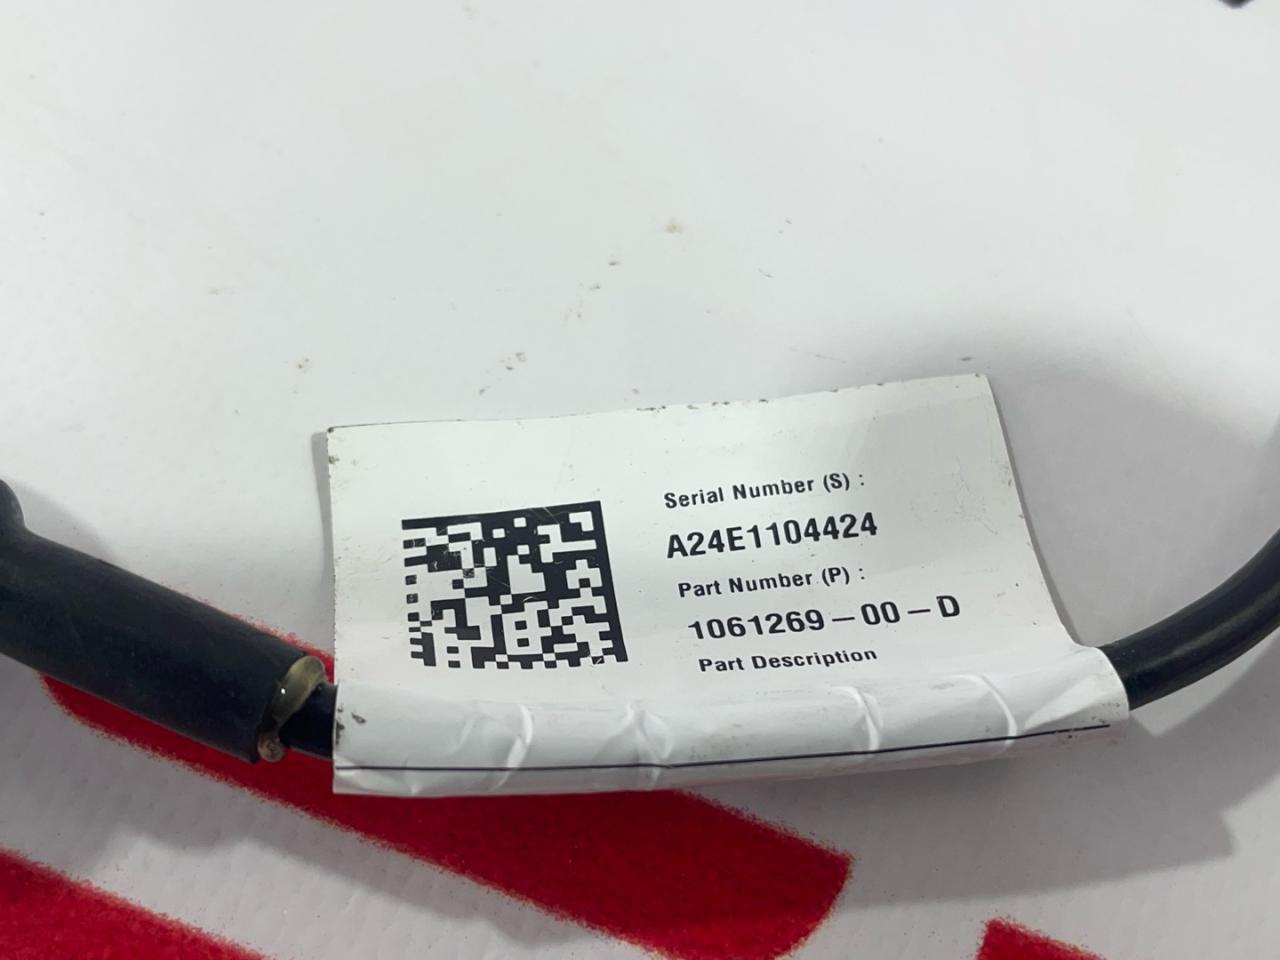 Serial Number (S) :
A24E1104424
Part Number (P) :
1061269-00-D
Part Description